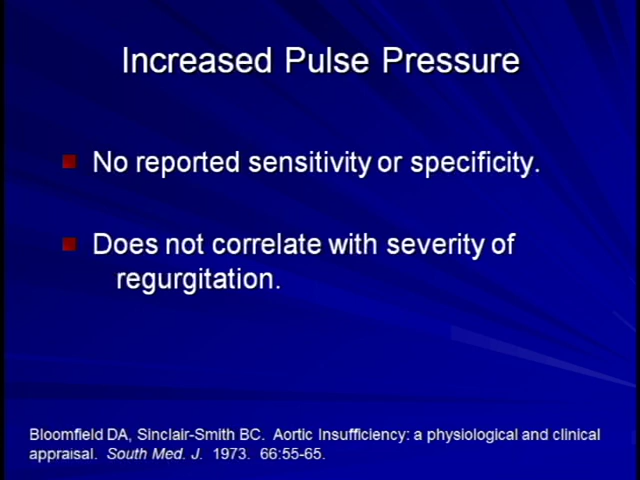 Increased Pulse Pressure
No reported sensitivity or specificity.
Does not correlate with severity of
regurgitation.
Bloomfield DA, Sinclair-Smith BC.  Aortic Insufficiency: a physiological and clinical
appraisal.  South Med. J.  1973.  66:55-65.